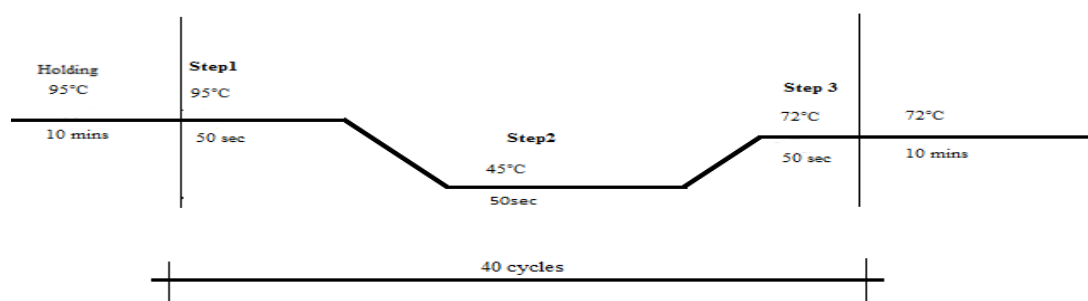 Holding
95°C
10 mins
Step1
95°C
50 sec
Step2
45°C
50sec
Step 3
72°C
50 sec
72°C
10 mins
40 cycles